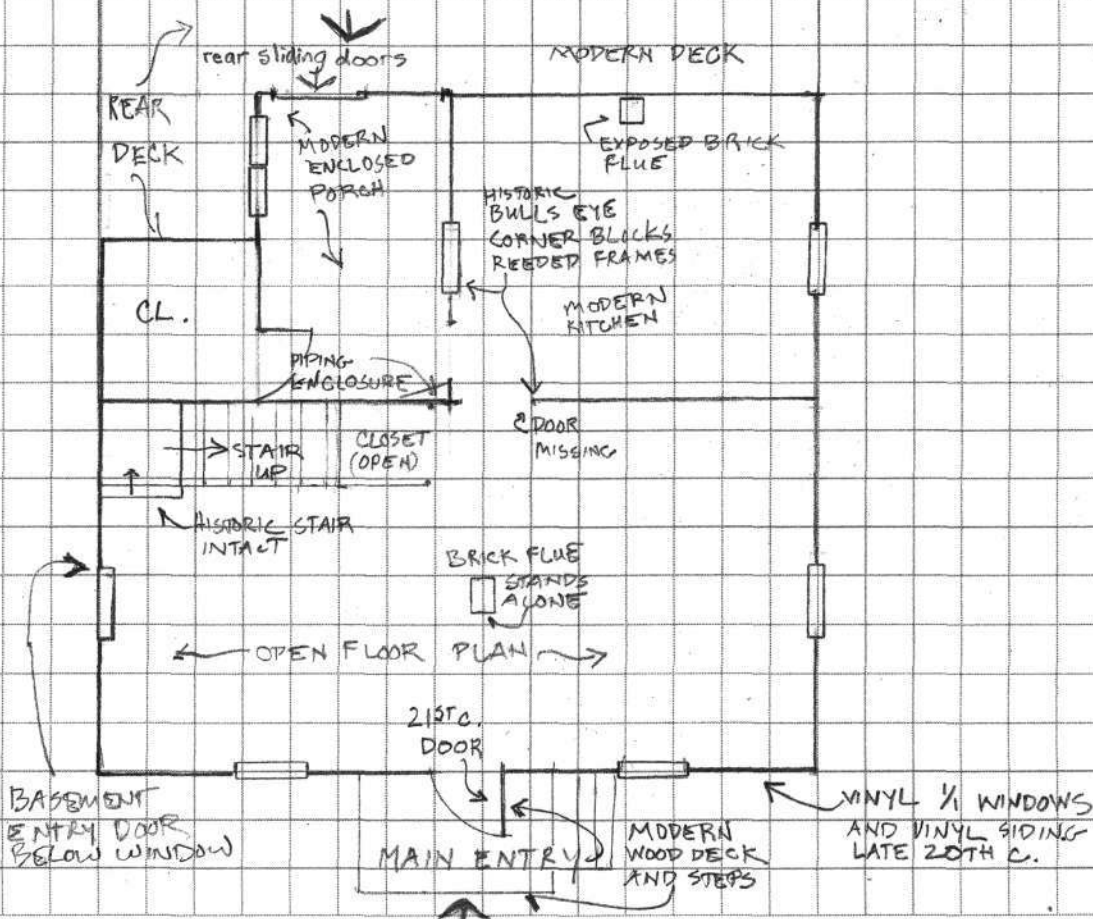 rear sliding doors
MODERN DECK
REAR
DECK
MODERN
ENCLOSED
PORCH
EXPOSED BRICK
FLUE
HISTORIC
BULLS EYE
CORNER BLOCKS
REEDED FRAMES
CL.
MODERN
KITCHEN
PIPING
ENCLOSURE
DOOR
MISSING
STAIR
UP
CLOSET
(OPEN)
HISTORIC STAIR
INTACT
BRICK FLUE
STANDS
ALONE
OPEN FLOOR PLAN
21ST C.
DOOR
BASEMENT
ENTRY DOOR
BELOW WINDOW
MAIN ENTRY
MODERN
WOOD DECK
AND STEPS
VINYL 1/1 WINDOWS
AND VINYL SIDING
LATE 20TH C.